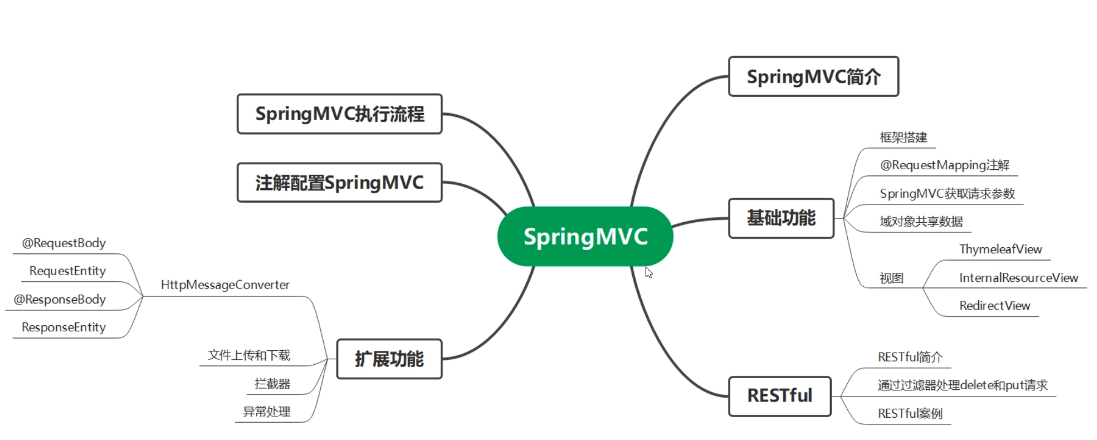 SpringMVC
SpringMVC简介
基础功能
框架搭建
@RequestMapping注解
SpringMVC获取请求参数
域对象共享数据
视图
ThymeleafView
InternalResourceView
RedirectView
RESTful
RESTful简介
通过过滤器处理delete和put请求
RESTful案例
扩展功能
HttpMessageConverter
@RequestBody
RequestEntity
@ResponseBody
ResponseEntity
文件上传和下载
拦截器
异常处理
注解配置SpringMVC
SpringMVC执行流程